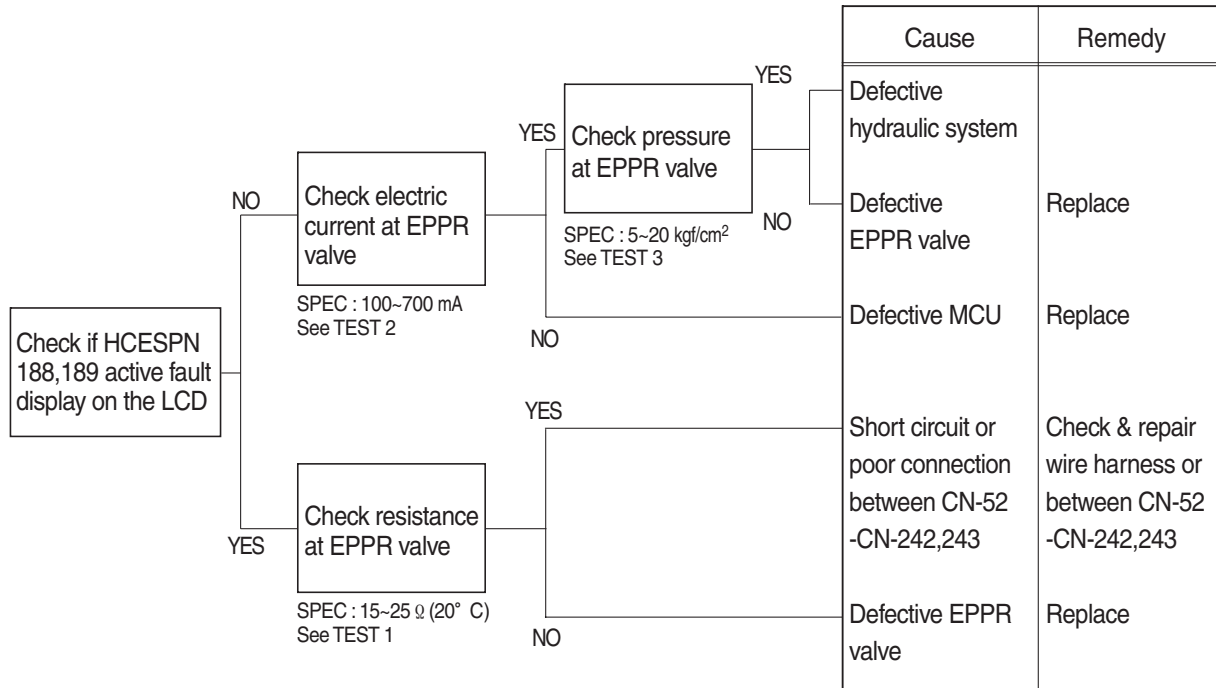 Cause
Remedy
YES
Defective
hydraulic system
YES
Check pressure
at EPPR valve
NO
Check electric
current at EPPR
valve
NO
Defective
EPPR valve
Replace
SPEC : 5~20 kgf/cm²
See TEST 3
SPEC : 100~700 mA
See TEST 2
NO
Defective MCU
Replace
Check if HCESPN
188,189 active fault
display on the LCD
YES
Short circuit or
poor connection
between CN-52
-CN-242,243
Check & repair
wire harness or
between CN-52
-CN-242,243
YES
Check resistance
at EPPR valve
SPEC : 15~25 Ω (20° C)
See TEST 1
NO
Defective EPPR
valve
Replace